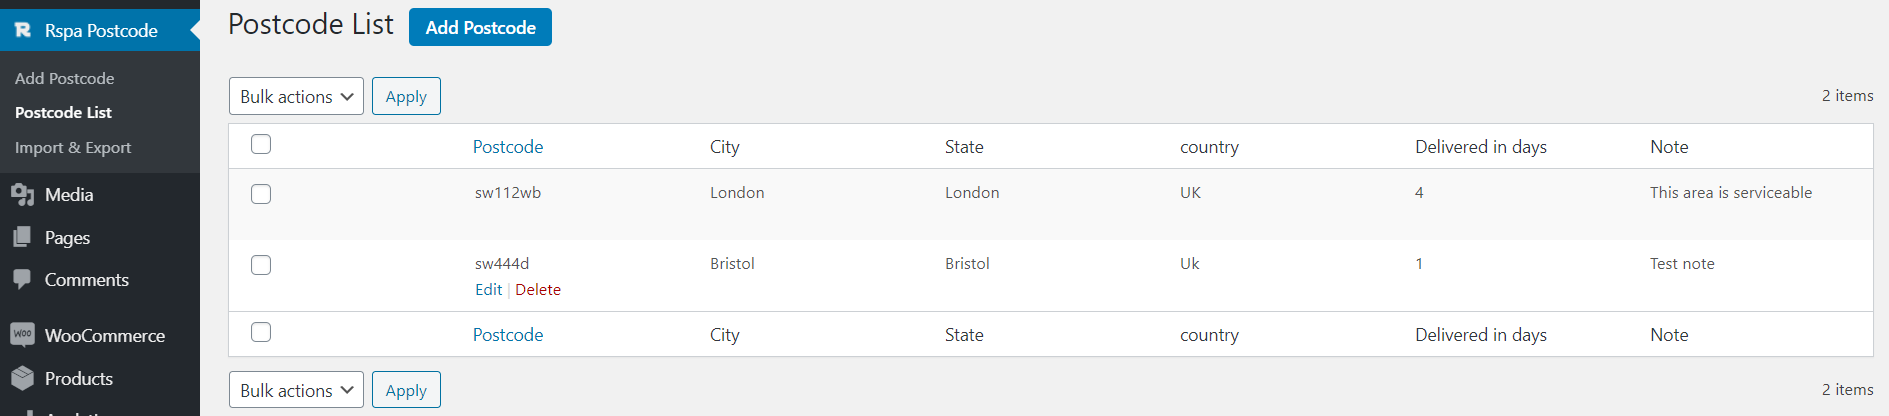 Rspa Postcode
Add Postcode
Postcode List
Import & Export
Media
Pages
Comments
WooCommerce
Products
Postcode List Add Postcode
Bulk actions Apply 2 items
Postcode City State country Delivered in days Note
sw112wb London London UK 4 This area is serviceable
sw444d Bristol Bristol Uk 1 Test note
Edit | Delete
Postcode City State country Delivered in days Note
Bulk actions Apply 2 items